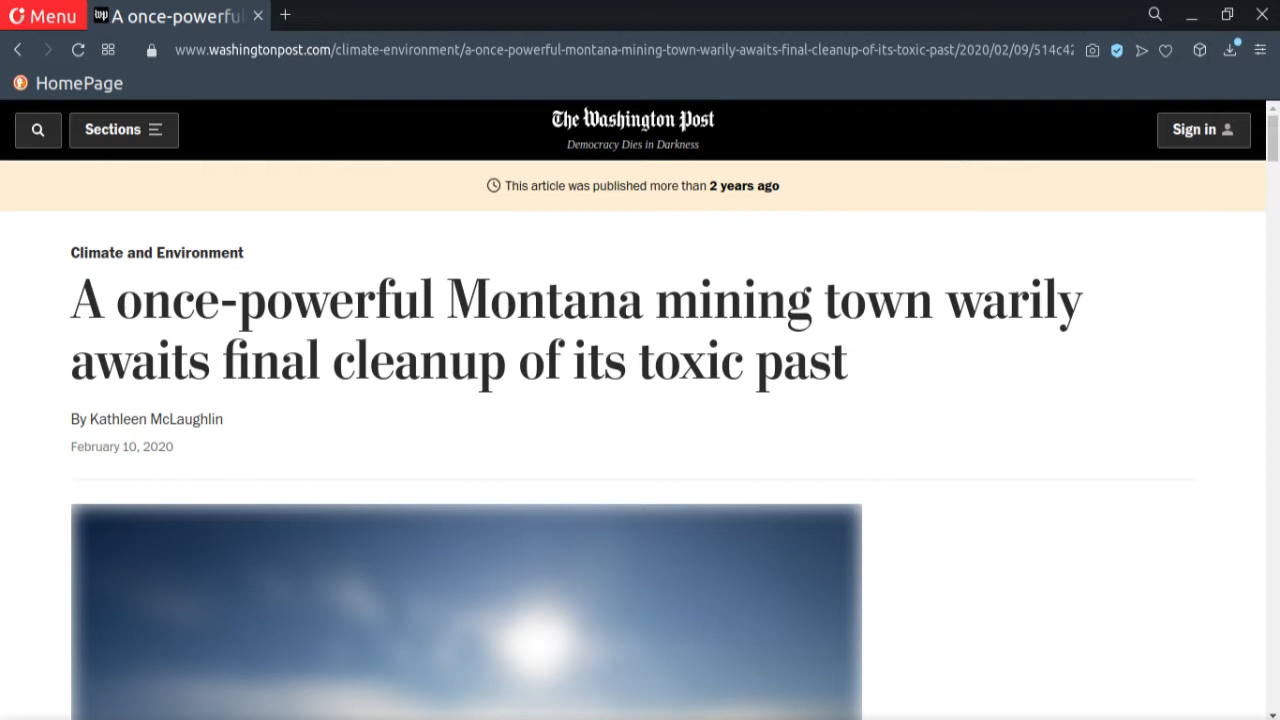 Menu
A once-powerful
www.washingtonpost.com/climate-environment/a-once-powerful-montana-mining-town-warily-awaits-final-cleanup-of-its-toxic-past/2020/02/09/514c42
HomePage
Sections
The Washington Post
Democracy Dies in Darkness
Sign in
This article was published more than 2 years ago
Climate and Environment
A once-powerful Montana mining town warily
awaits final cleanup of its toxic past
By Kathleen McLaughlin
February 10, 2020